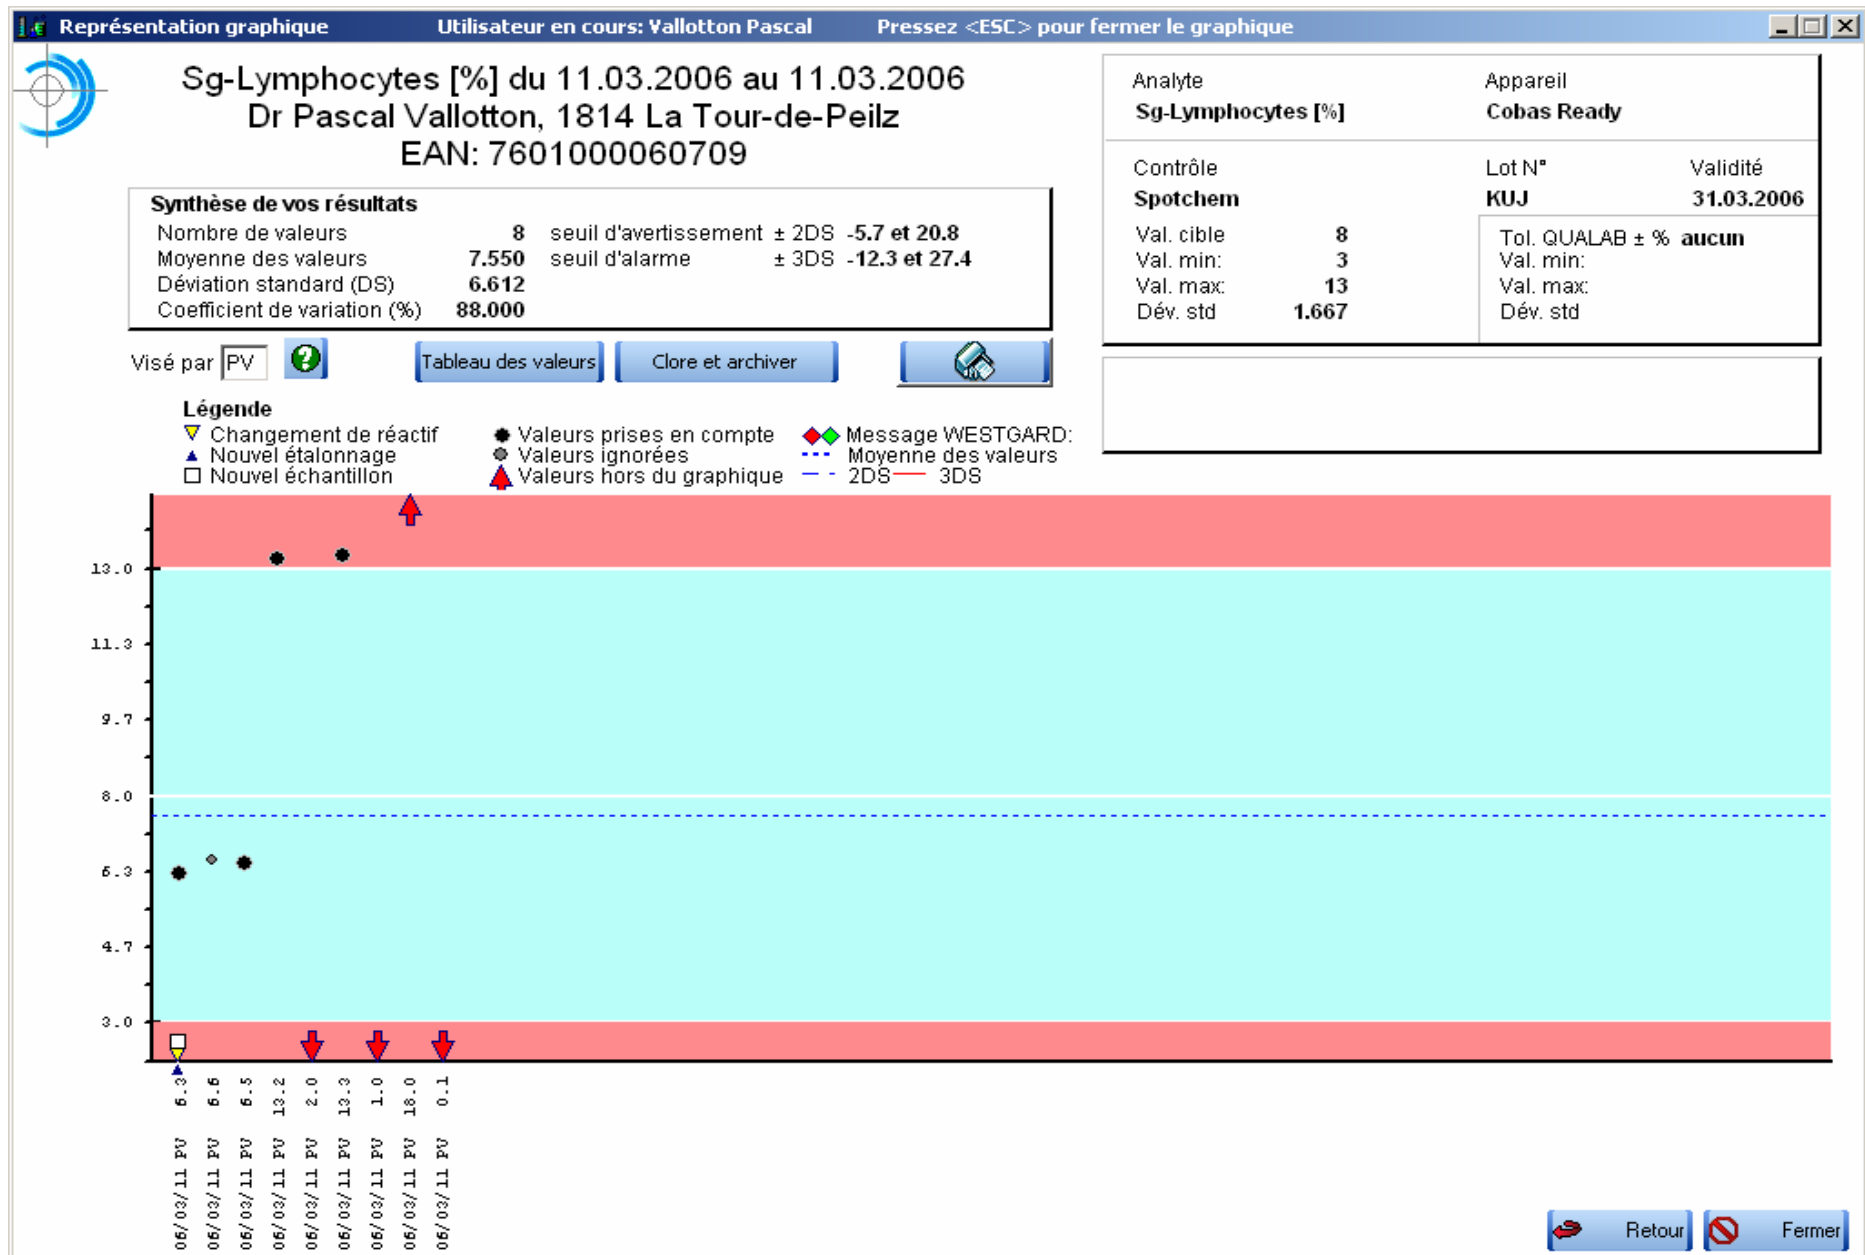 Représentation graphique Utilisateur en cours: Vallotton Pascal Pressez <ESC> pour fermer le graphique
Sg-Lymphocytes [%] du 11.03.2006 au 11.03.2006
Dr Pascal Vallotton, 1814 La Tour-de-Peilz
EAN: 7601000060709
Analyte Appareil
Sg-Lymphocytes [%] Cobas Ready
Contrôle Lot N° Validité
Spotchem KUJ 31.03.2006
Val. cible 8 Tol. QUALAB ± % aucun
Val. min: 3 Val. min:
Val. max: 13 Val. max:
Dév. std 1.667 Dév. std
Synthèse de vos résultats
Nombre de valeurs 8 seuil d'avertissement ± 2DS -5.7 et 20.8
Moyenne des valeurs 7.550 seuil d'alarme ± 3DS -12.3 et 27.4
Déviation standard (DS) 6.612
Coefficient de variation (%) 88.000
Visé par PV ? Tableau des valeurs Clore et archiver
Légende
Changement de réactif Valeurs prises en compte Message WESTGARD:
Nouvel étalonnage Valeurs ignorées Moyenne des valeurs
Nouvel échantillon Valeurs hors du graphique 2DS 3DS
13.0
11.3
9.7
8.0
6.3
4.7
3.0
06/03/11 PV 6.3
06/03/11 PV 6.6
06/03/11 PV 6.5
06/03/11 PV 13.2
06/03/11 PV 2.0
06/03/11 PV 13.3
06/03/11 PV 1.0
06/03/11 PV 18.0
06/03/11 PV 0.1
Retour Fermer